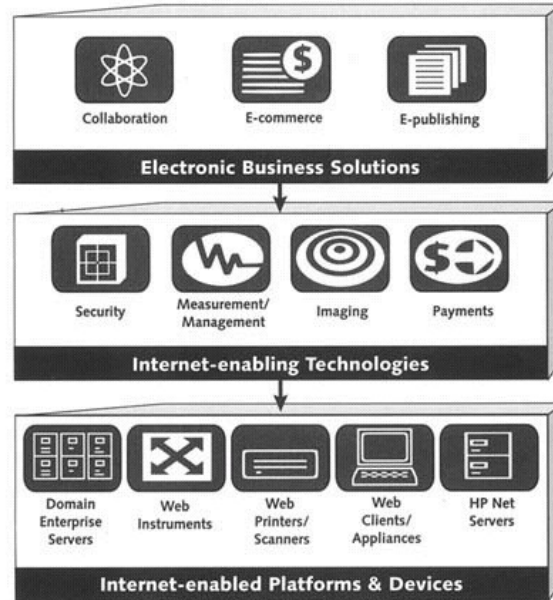 Collaboration
E-commerce
E-publishing
Electronic Business Solutions
Security
Measurement/
Management
Imaging
Payments
Internet-enabling Technologies
Domain
Enterprise
Servers
Web
Instruments
Web
Printers/
Scanners
Web
Clients/
Appliances
HP Net
Servers
Internet-enabled Platforms & Devices